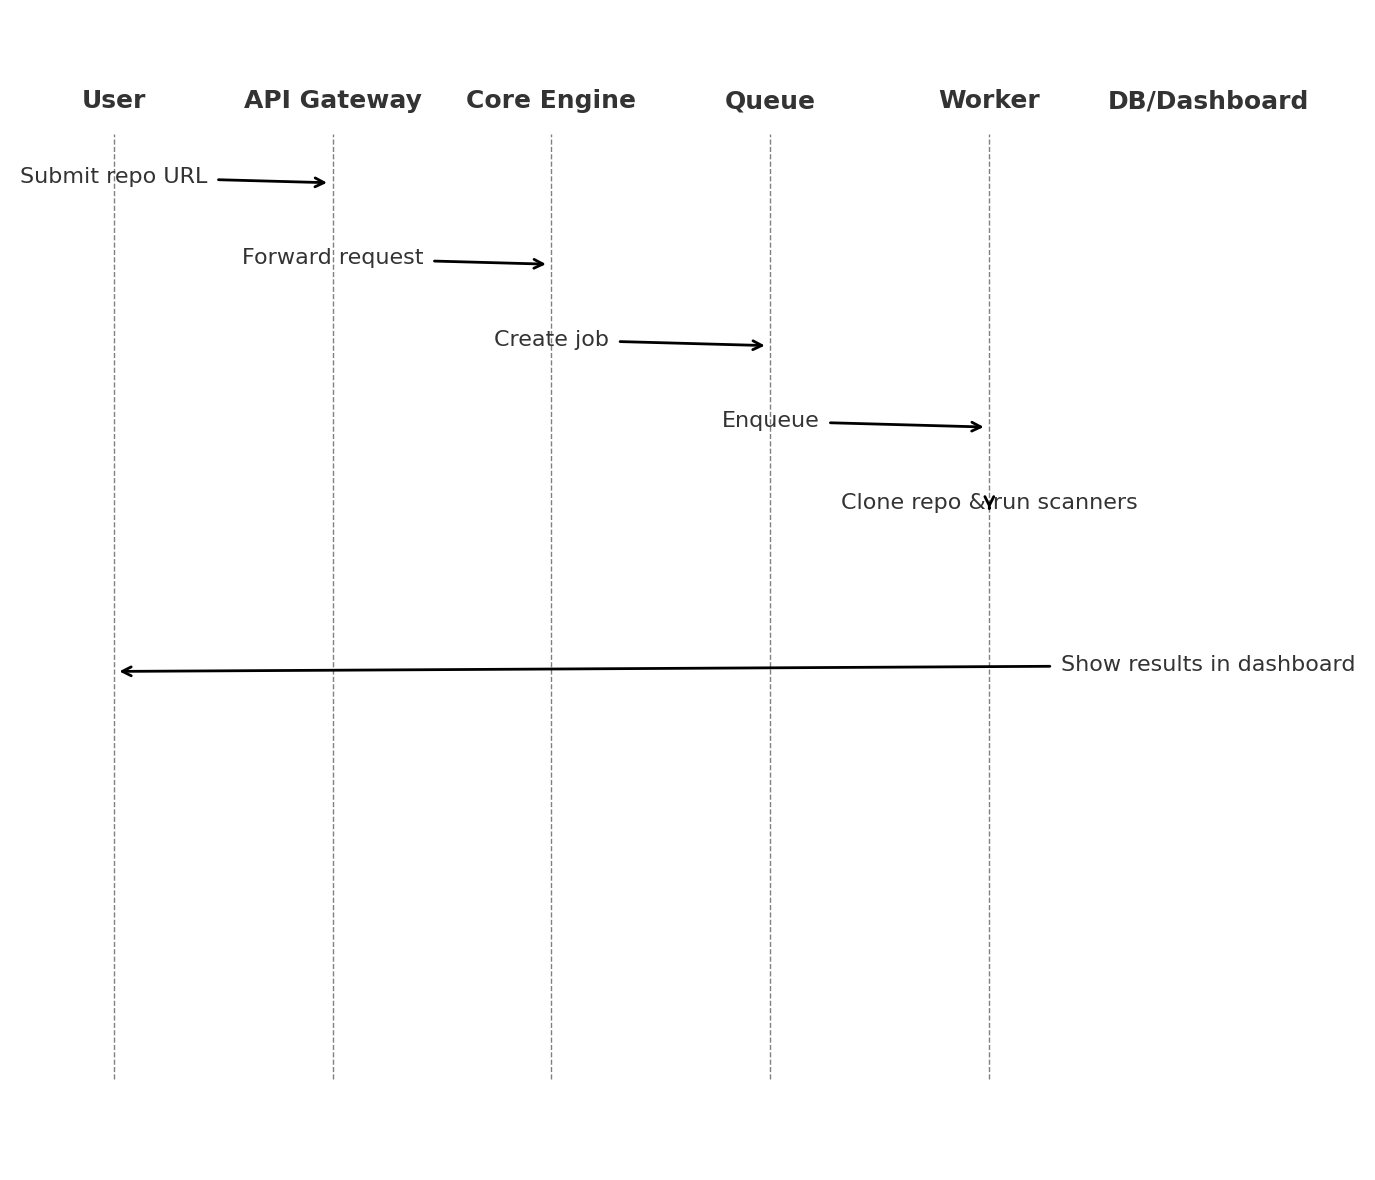 User API Gateway Core Engine Queue Worker DB/Dashboard
Submit repo URL
Forward request
Create job
Enqueue
Clone repo & run scanners
Show results in dashboard